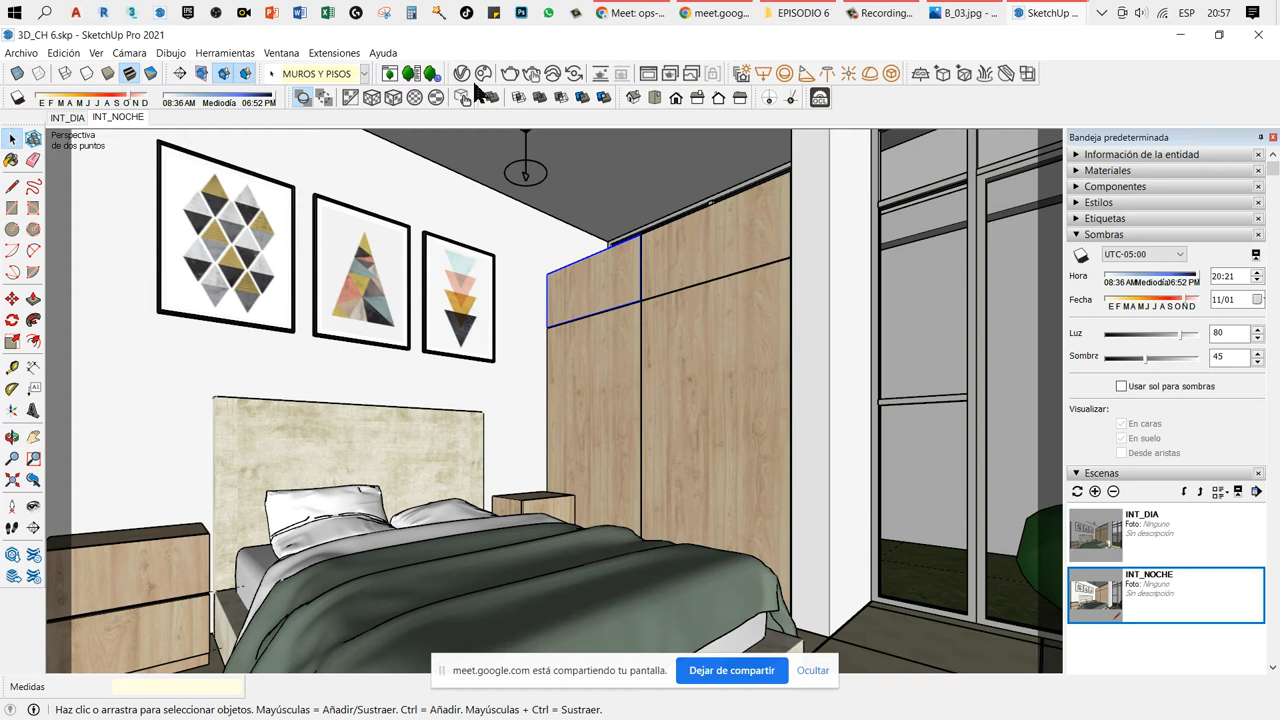 Meet: ops-...
meet.goog...
EPISODIO 6
Recording...
B_03.jpg - ...
SketchUp ...
ESP
20:57
3D_CH 6.skp - SketchUp Pro 2021
Archivo
Edición
Ver
Cámara
Dibujo
Herramientas
Ventana
Extensiones
Ayuda
MUROS Y PISOS
E F M A M J J A S O N D
08:36 AM
Mediodía
06:52 PM
INT_DIA
INT_NOCHE
Perspectiva
de dos puntos
Bandeja predeterminada
Información de la entidad
Materiales
Componentes
Estilos
Etiquetas
Sombras
UTC-05:00
Hora
08:36 AM Mediodía 06:52 PM
20:21
Fecha
E F M A M J J A S O N D
11/01
Luz
80
Sombra
45
Usar sol para sombras
Visualizar:
En caras
En suelo
Desde aristas
Escenas
INT_DIA
Foto: Ninguno
Sin descripción
INT_NOCHE
Foto: Ninguno
Sin descripción
meet.google.com está compartiendo tu pantalla.
Dejar de compartir
Ocultar
Medidas
Haz clic o arrastra para seleccionar objetos. Mayúsculas = Añadir/Sustraer. Ctrl = Añadir. Mayúsculas + Ctrl = Sustraer.